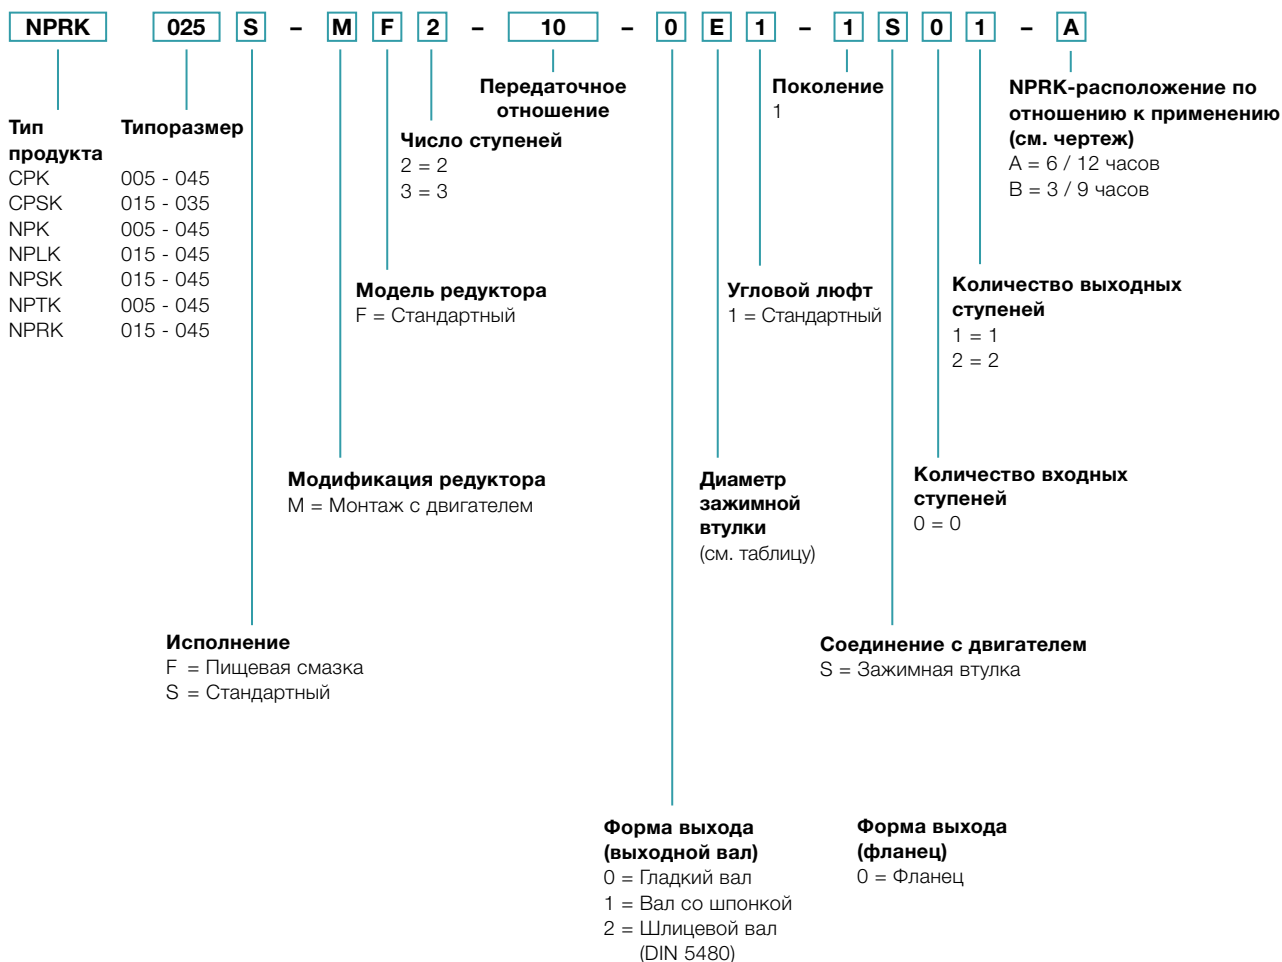 NPRK 025 S – M F 2 – 10 – 0 E 1 – 1 S 0 1 – A
Тип
продукта
Типоразмер
CPK 005 - 045
CPSK 015 - 035
NPK 005 - 045
NPLK 015 - 045
NPSK 015 - 045
NPTK 005 - 045
NPRK 015 - 045
Передаточное
отношение
Число ступеней
2 = 2
3 = 3
Поколение
1
NPRK-расположение по
отношению к применению
(см. чертеж)
A = 6 / 12 часов
B = 3 / 9 часов
Модель редуктора
F = Стандартный
Угловой люфт
1 = Стандартный
Количество выходных
ступеней
1 = 1
2 = 2
Модификация редуктора
M = Монтаж с двигателем
Диаметр
зажимной
втулки
(см. таблицу)
Количество входных
ступеней
0 = 0
Исполнение
F = Пищевая смазка
S = Стандартный
Соединение с двигателем
S = Зажимная втулка
Форма выхода
(выходной вал)
0 = Гладкий вал
1 = Вал со шпонкой
2 = Шлицевой вал
(DIN 5480)
Форма выхода
(фланец)
0 = Фланец